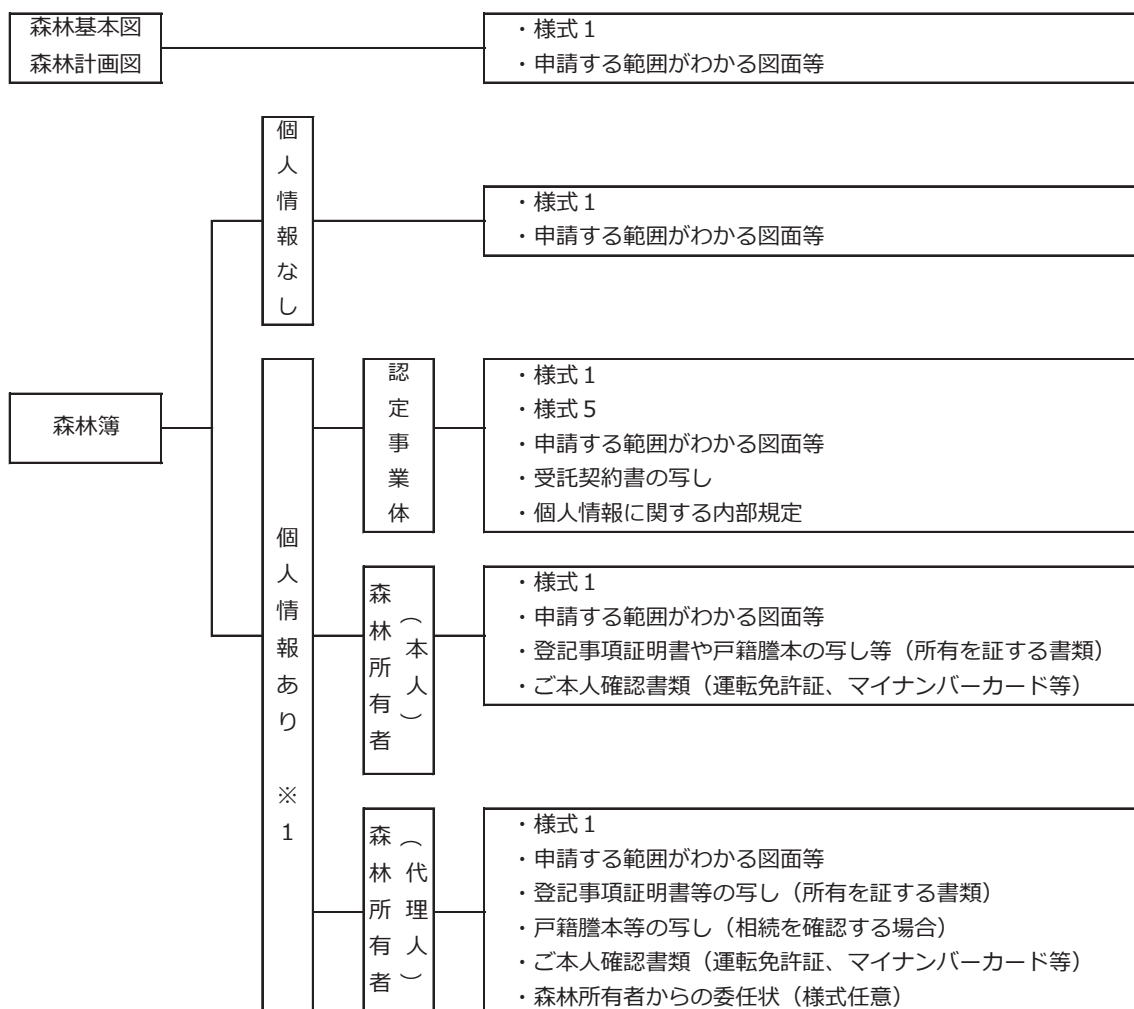 森林基本図
森林計画図
・様式１
・申請する範囲がわかる図面等
個人情報なし
・様式１
・申請する範囲がわかる図面等
森林簿
個人情報あり ※1
認定事業体
・様式１
・様式５
・申請する範囲がわかる図面等
・受託契約書の写し
・個人情報に関する内部規定
森林所有者
（本人）
・様式１
・申請する範囲がわかる図面等
・登記事項証明書や戸籍謄本の写し等（所有を証する書類）
・ご本人確認書類（運転免許証、マイナンバーカード等）
森林所有者
（代理人）
・様式１
・申請する範囲がわかる図面等
・登記事項証明書等の写し（所有を証する書類）
・戸籍謄本等の写し（相続を確認する場合）
・ご本人確認書類（運転免許証、マイナンバーカード等）
・森林所有者からの委任状（様式任意）